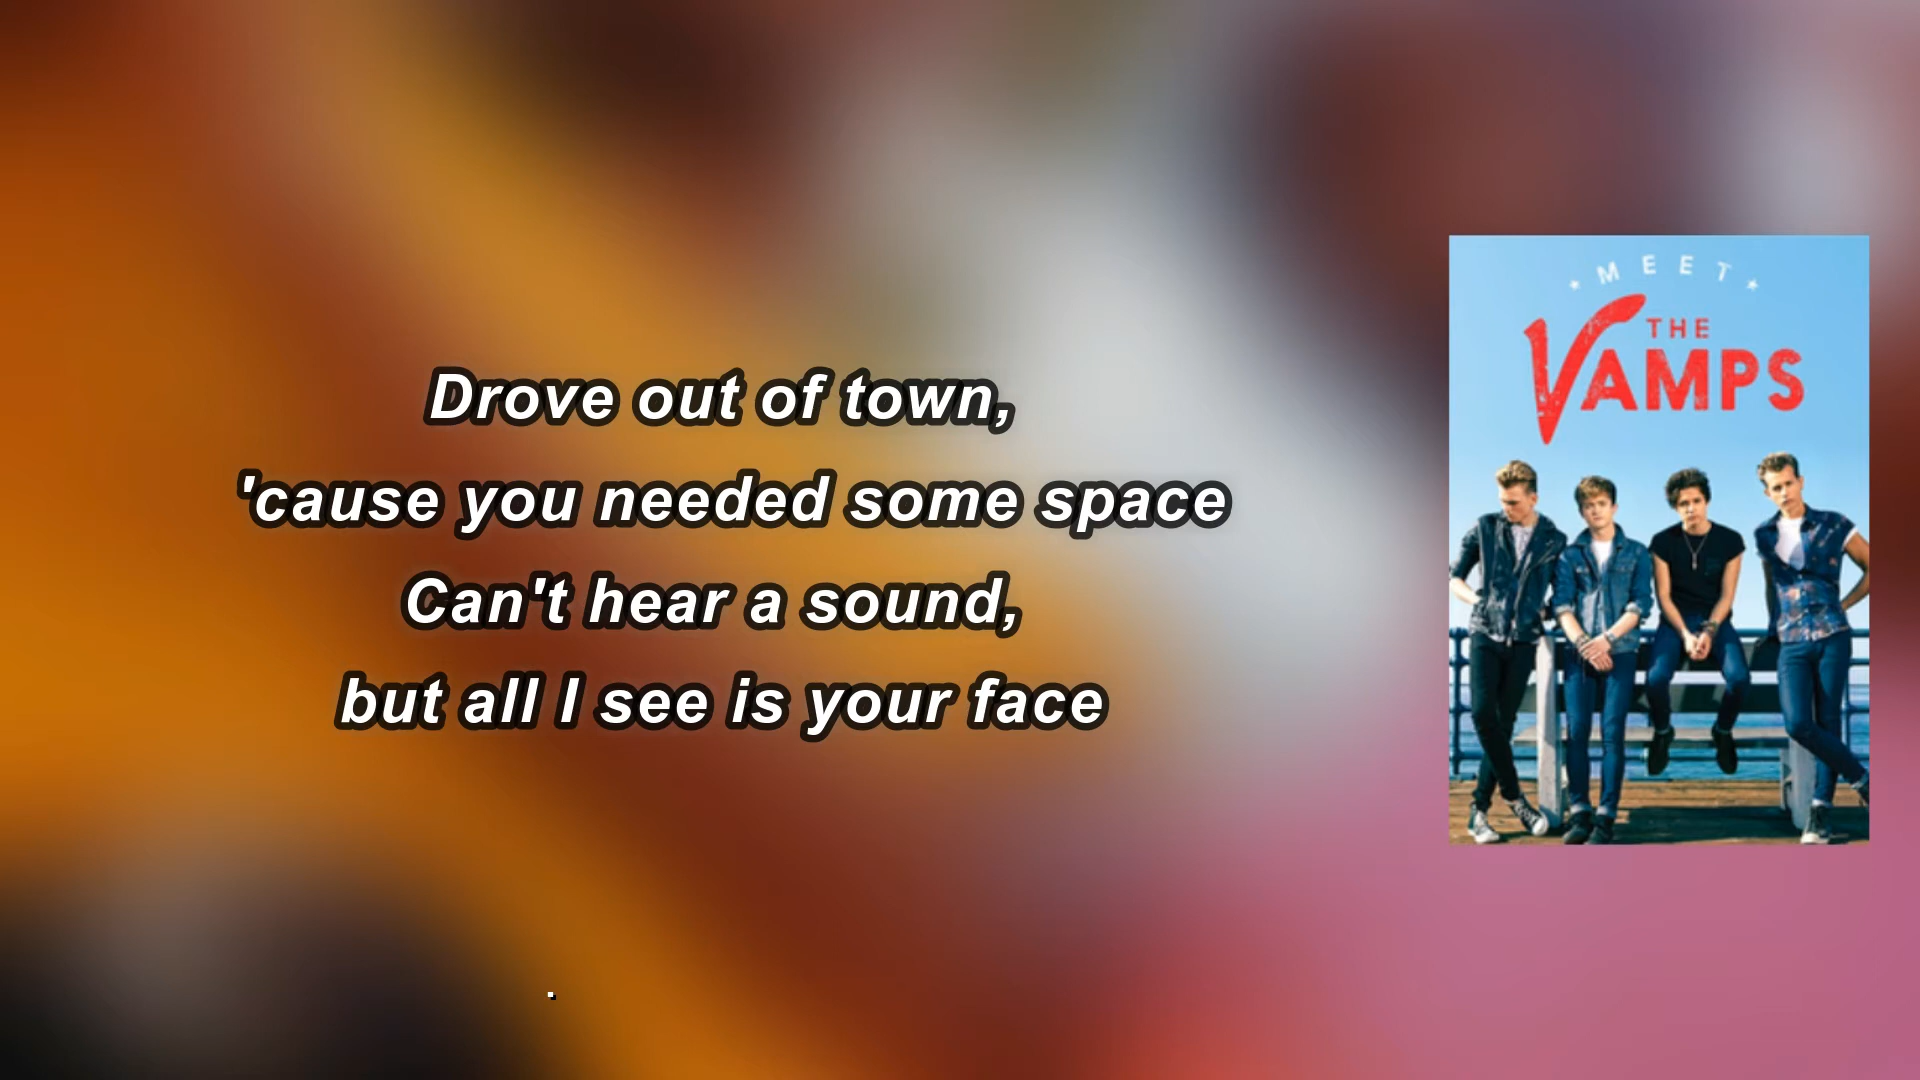 Drove out of town,
'cause you needed some space
Can't hear a sound,
but all I see is your face
.
MEET
THE
VAMPS